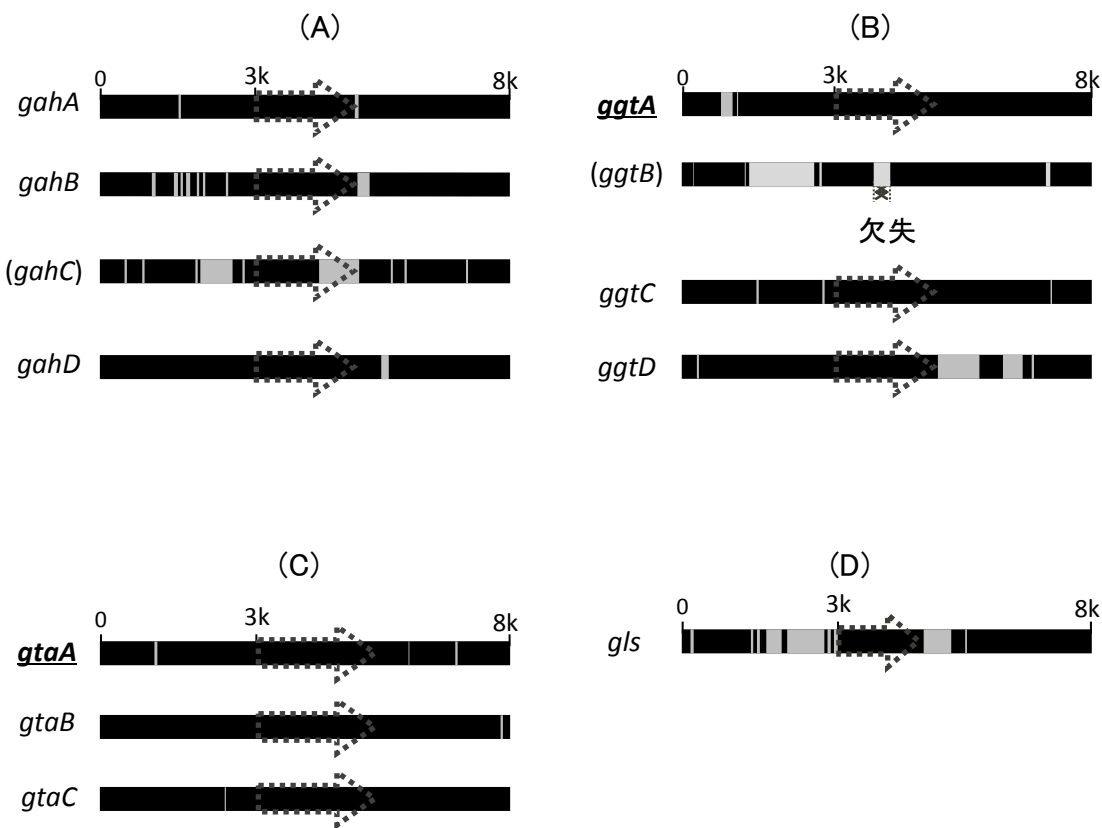 (A)
0 3k 8k
gahA
gahB
(gahC)
gahD
(B)
0 3k 8k
ggtA
(ggtB)
欠失
ggtC
ggtD
(C)
0 3k 8k
gtaA
gtaB
gtaC
(D)
0 3k 8k
gls